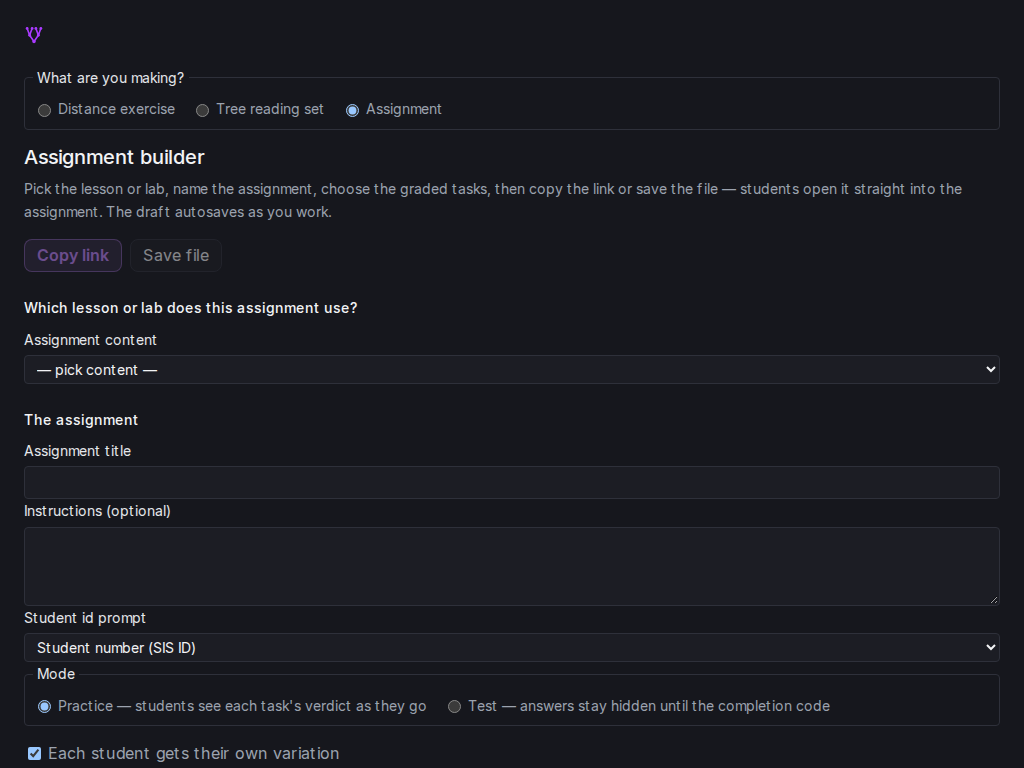 What are you making?
Distance exercise
Tree reading set
Assignment
Assignment builder
Pick the lesson or lab, name the assignment, choose the graded tasks, then copy the link or save the file — students open it straight into the
assignment. The draft autosaves as you work.
Copy link
Save file
Which lesson or lab does this assignment use?
Assignment content
— pick content —
The assignment
Assignment title
Instructions (optional)
Student id prompt
Student number (SIS ID)
Mode
Practice — students see each task's verdict as they go
Test — answers stay hidden until the completion code
Each student gets their own variation